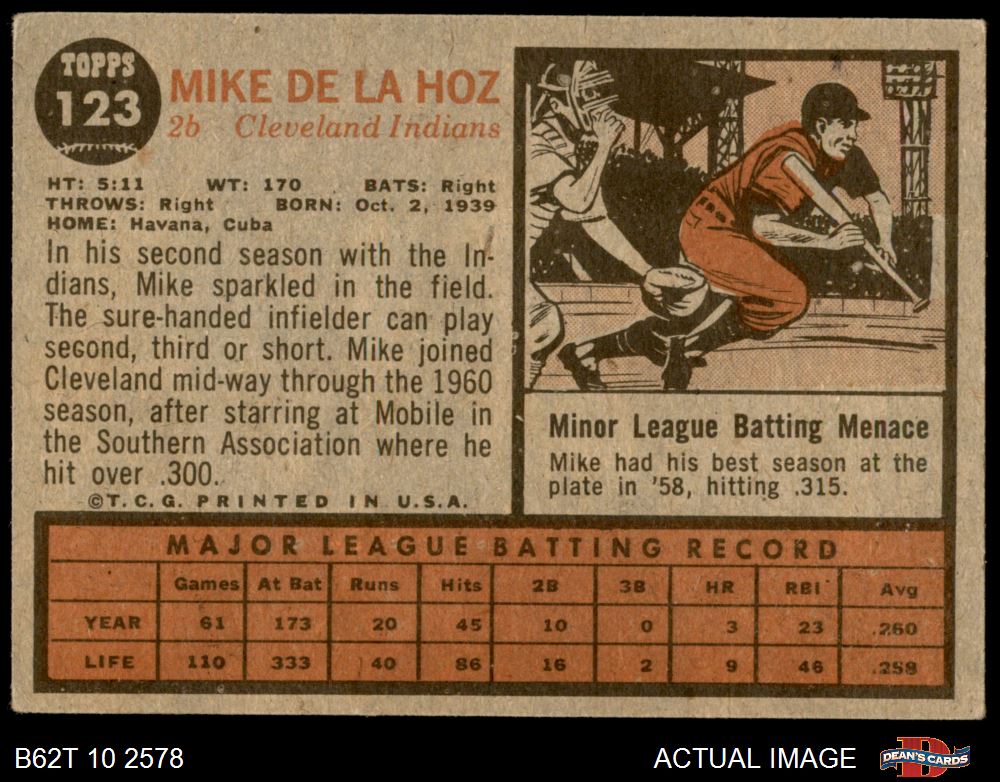 TOPPS
123
MIKE DE LA HOZ
2b Cleveland Indians
HT: 5:11 WT: 170 BATS: Right
THROWS: Right BORN: Oct. 2, 1939
HOME: Havana, Cuba
In his second season with the In-
dians, Mike sparkled in the field.
The sure-handed infielder can play
second, third or short. Mike joined
Cleveland mid-way through the 1960
season, after starring at Mobile in
the Southern Association where he
hit over .300.
©T.C.G. PRINTED IN U.S.A.
Minor League Batting Menace
Mike had his best season at the
plate in '58, hitting .315.
MAJOR LEAGUE BATTING RECORD
Games At Bat Runs Hits 2B 3B HR RBI Avg
YEAR 61 173 20 45 10 0 3 23 .260
LIFE 110 333 40 86 16 2 9 46 .258
B62T 10 2578
ACTUAL IMAGE
DEAN'S CARDS